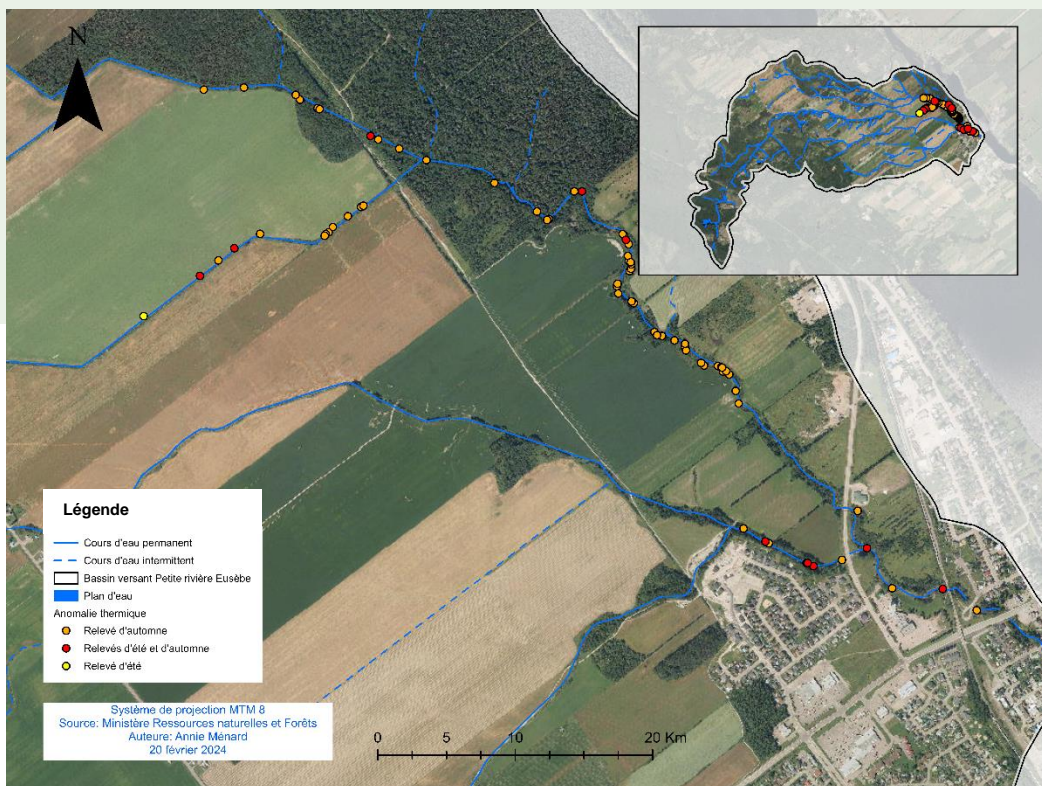 N
Légende
Cours d'eau permanent
Cours d'eau intermittent
Bassin versant Petite rivière Eusèbe
Plan d'eau
Anomalie thermique
Relevé d'automne
Relevés d'été et d'automne
Relevé d'été
Système de projection MTM 8
Source: Ministère Ressources naturelles et Forêts
Auteure: Annie Ménard
20 février 2024
0 5 10 20 Km